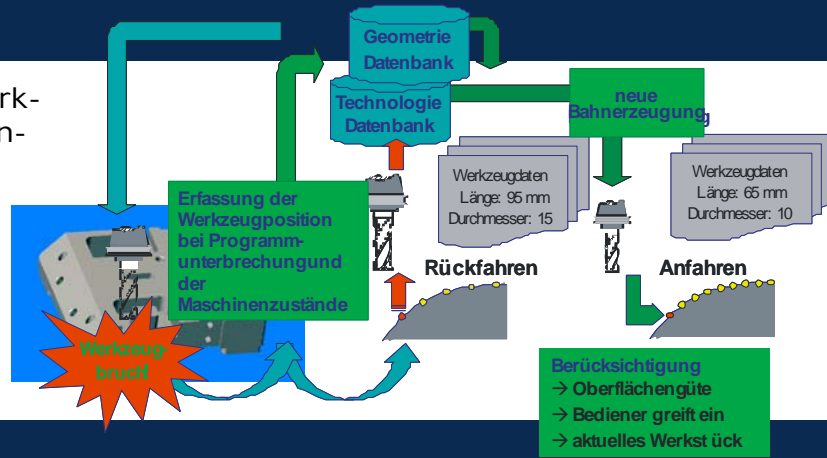 rk-
n-
Geometrie
Datenbank
Technologie
Datenbank
neue
Bahnerzeugung
g
Werkzeugdaten
Länge: 95 mm
Durchmesser: 15
Werkzeugdaten
Länge: 65 mm
Durchmesser: 10
Erfassung der
Werkzeugposition
bei Programm-
unterbrechungund
der
Maschinenzustände
Rückfahren
Anfahren
Werkzeug-
brucH
Berücksichtigung
→ Oberflächengüte
→ Bediener greift ein
→ aktuelles Werkst ück